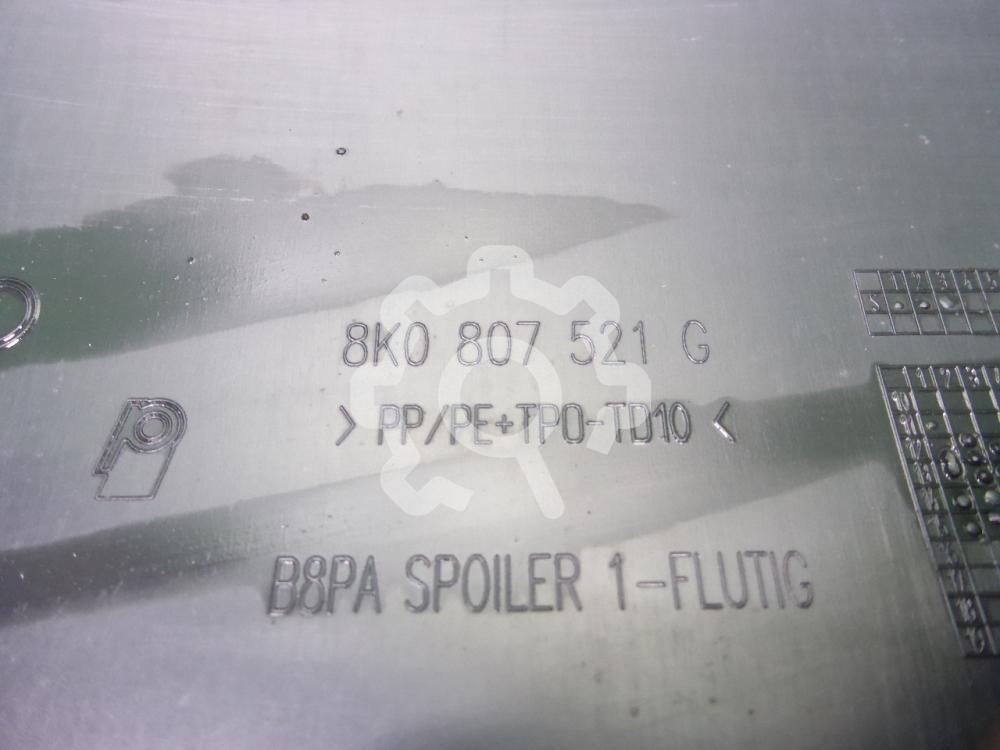 8K0 807 521 G
> PP/PE+TPO-TD10 <
B8PA SPOILER 1-FLUTIG